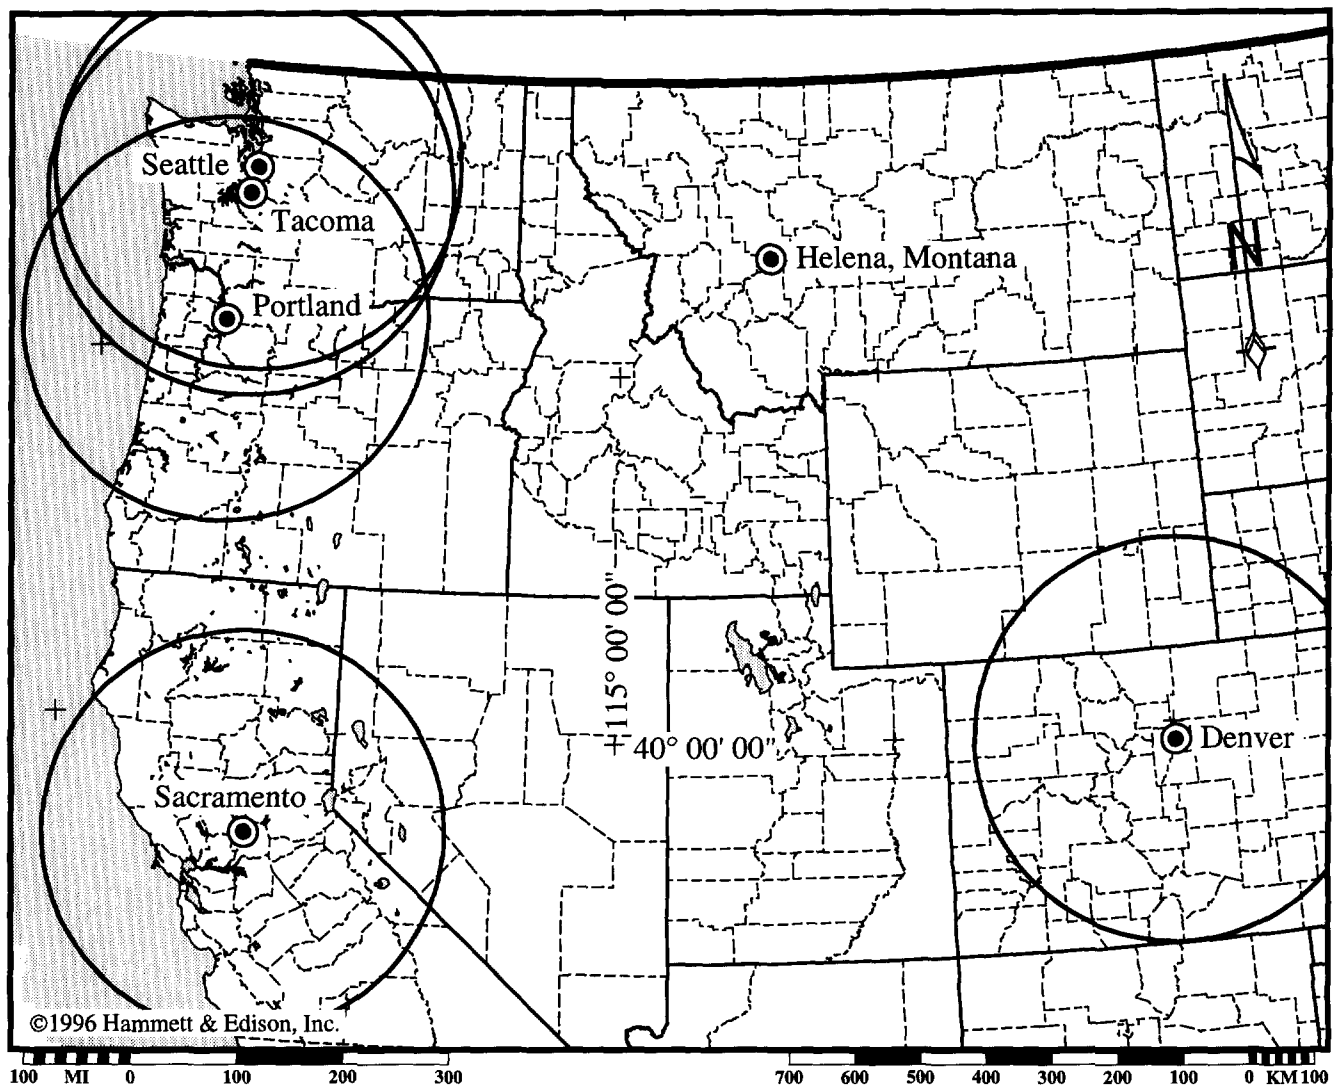 Seattle
Tacoma
Helena, Montana
N
Portland
115° 00' 00"
40° 00' 00"
Denver
Sacramento
©1996 Hammett & Edison, Inc.
100 MI 0 100 200 300
700 600 500 400 300 200 100 0 KM 100